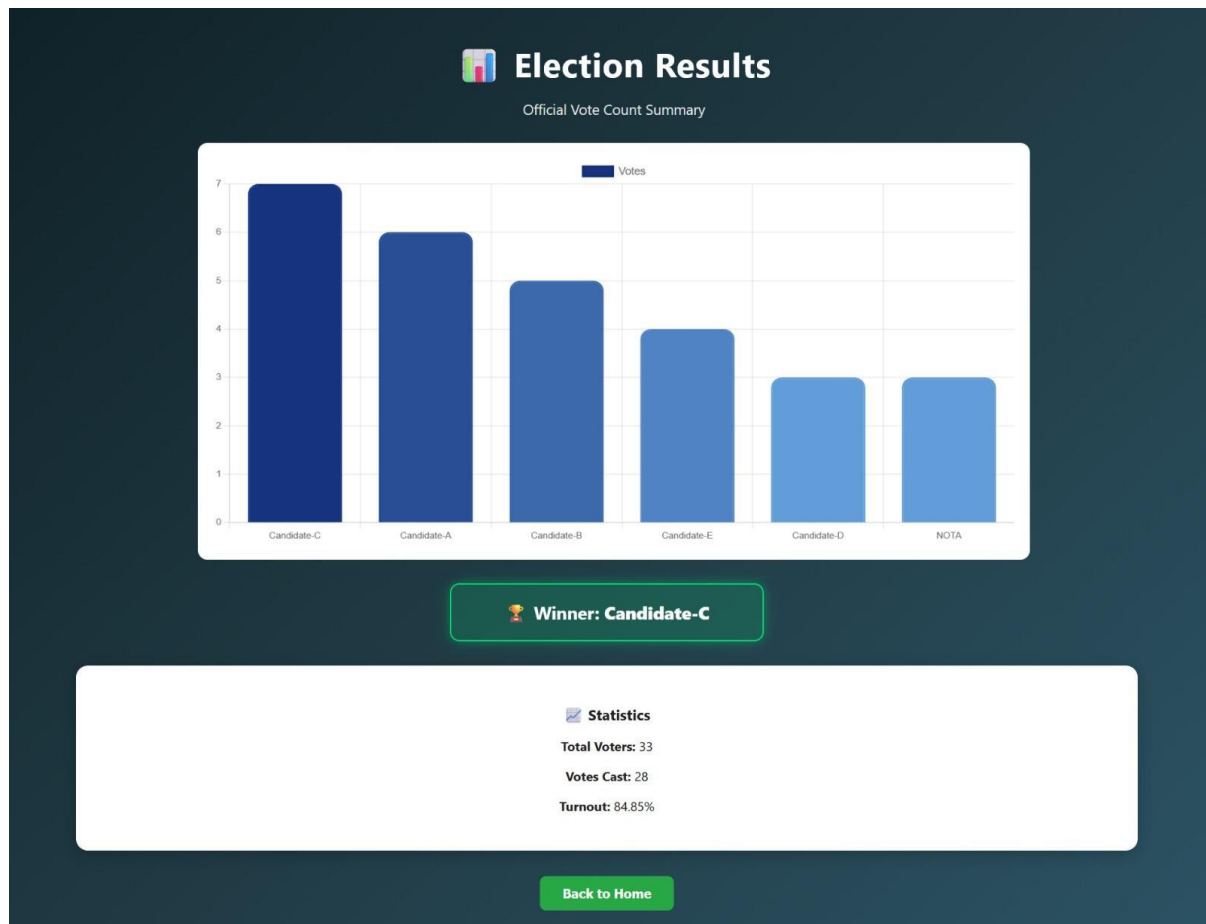 Election Results
Official Vote Count Summary
Votes
7
6
5
4
3
2
1
0
Candidate-C Candidate-A Candidate-B Candidate-E Candidate-D NOTA
Winner: Candidate-C
Statistics
Total Voters: 33
Votes Cast: 28
Turnout: 84.85%
Back to Home